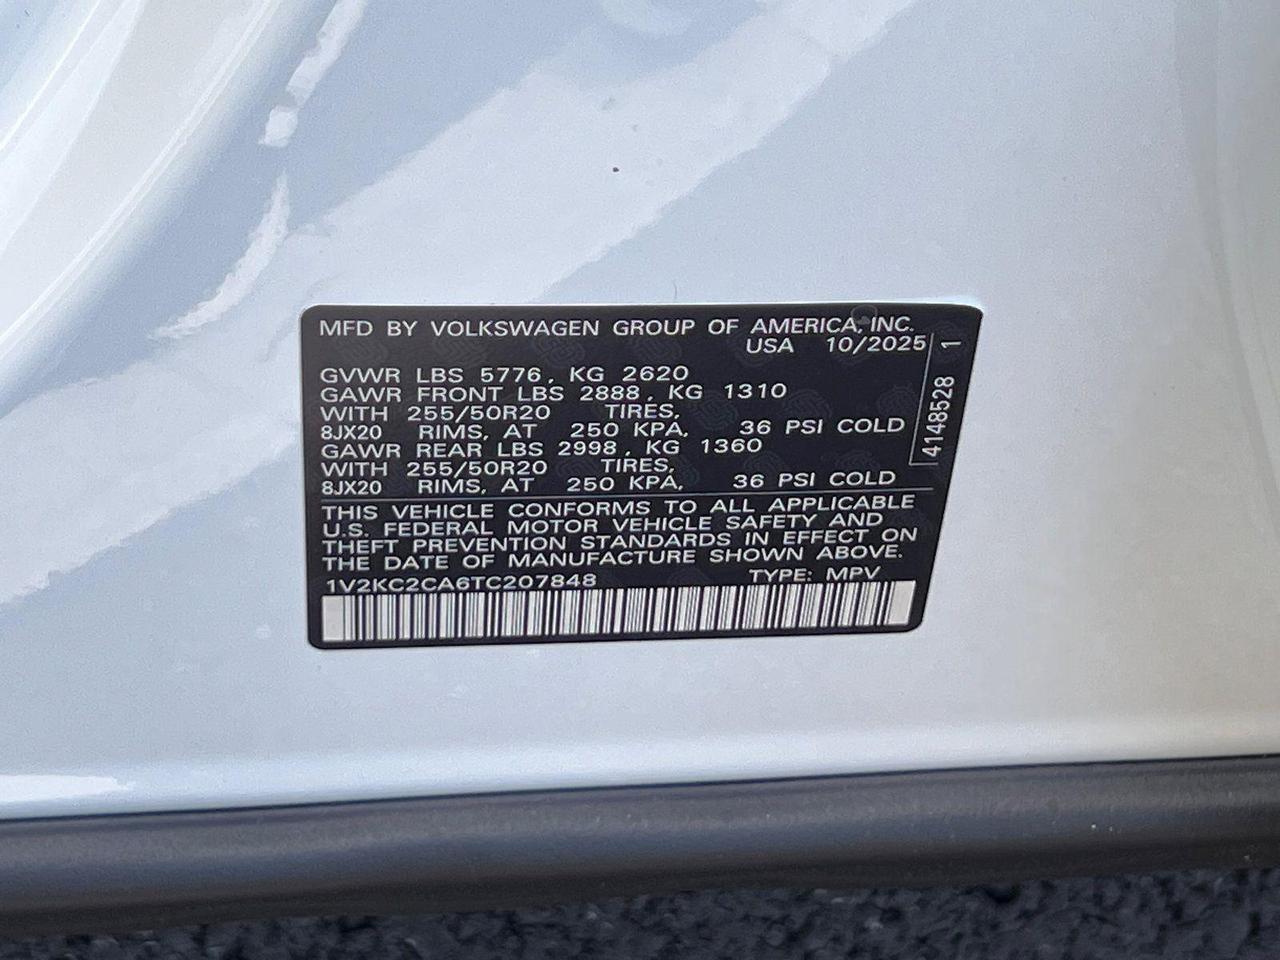 MFD BY VOLKSWAGEN GROUP OF AMERICA, INC.
USA 10/2025
GVWR LBS 5776, KG 2620
GAWR FRONT LBS 2888, KG 1310
WITH 255/50R20 TIRES,
8JX20 RIMS, AT 250 KPA, 36 PSI COLD
GAWR REAR LBS 2998, KG 1360
WITH 255/50R20 TIRES,
8JX20 RIMS, AT 250 KPA, 36 PSI COLD
THIS VEHICLE CONFORMS TO ALL APPLICABLE
U.S. FEDERAL MOTOR VEHICLE SAFETY AND
THEFT PREVENTION STANDARDS IN EFFECT ON
THE DATE OF MANUFACTURE SHOWN ABOVE.
1V2KC2CA6TC207848 TYPE: MPV
4148528 1